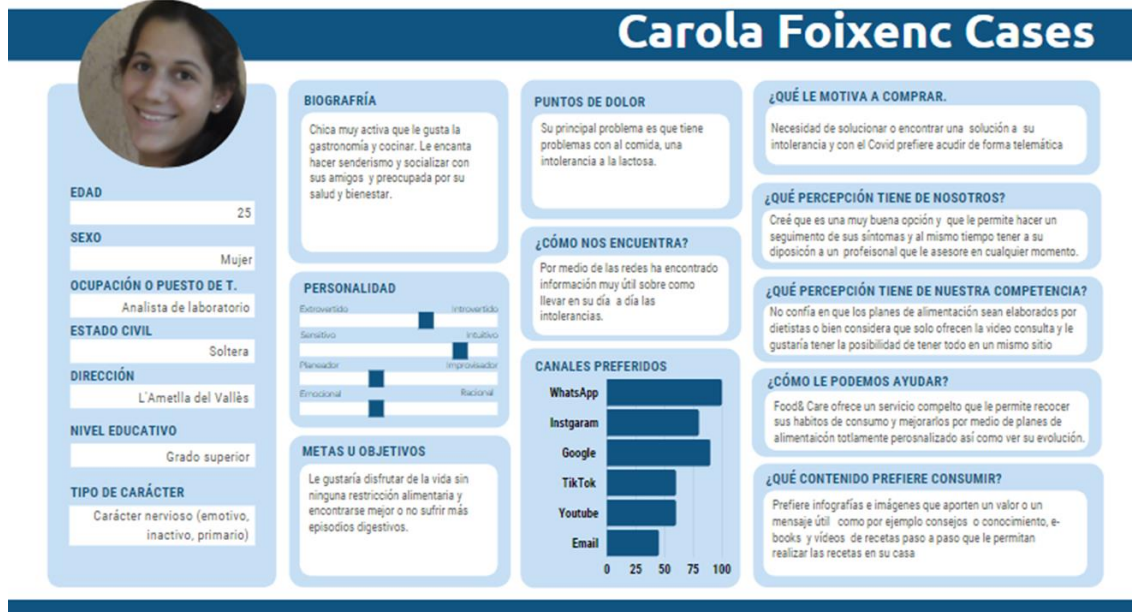 Carola Foixenc Cases
EDAD
25
SEXO
Mujer
OCUPACIÓN O PUESTO DE T.
Analista de laboratorio
ESTADO CIVIL
Soltera
DIRECCIÓN
L'Ametlla del Vallès
NIVEL EDUCATIVO
Grado superior
TIPO DE CARÁCTER
Carácter nervioso (emotivo,
inactivo, primario)
BIOGRAFRÍA
Chica muy activa que le gusta la
gastronomía y cocinar. Le encanta
hacer senderismo y socializar con
sus amigos y preocupada por su
salud y bienestar.
PERSONALIDAD
Extrovertido Introvertido
Sensitivo Intuitivo
Planeador Improvisador
Emocional Racional
METAS U OBJETIVOS
Le gustaría disfrutar de la vida sin
ninguna restricción alimentaria y
encontrarse mejor o no sufrir más
episodios digestivos.
PUNTOS DE DOLOR
Su principal problema es que tiene
problemas con al comida, una
intolerancia a la lactosa.
¿CÓMO NOS ENCUENTRA?
Por medio de las redes ha encontrado
información muy útil sobre como
llevar en su día a día las
intolerancias.
CANALES PREFERIDOS
WhatsApp
Instgaram
Google
TikTok
Youtube
Email
0 25 50 75 100
¿QUÉ LE MOTIVA A COMPRAR.
Necesidad de solucionar o encontrar una solución a su
intolerancia y con el Covid prefiere acudir de forma telemática
¿QUÉ PERCEPCIÓN TIENE DE NOSOTROS?
Creé que es una muy buena opción y que le permite hacer un
seguimento de sus síntomas y al mismo tiempo tener a su
diposicón a un profeisonal que le asesore en cualquier momento.
¿QUÉ PERCEPCIÓN TIENE DE NUESTRA COMPETENCIA?
No confía en que los planes de alimentación sean elaborados por
dietistas o bien considera que solo ofrecen la video consulta y le
gustaría tener la posibilidad de tener todo en un mismo sitio
¿CÓMO LE PODEMOS AYUDAR?
Food& Care ofrece un servicio compelto que le permite recocer
sus habitos de consumo y mejorarlos por medio de planes de
alimentaicón totlamente perosnalizado así como ver su evolución.
¿QUÉ CONTENIDO PREFIERE CONSUMIR?
Prefiere infografías e imágenes que aporten un valor o un
mensaje útil como por ejemplo consejos o conocimiento, e-
books y vídeos de recetas paso a paso que le permitan
realizar las recetas en su casa